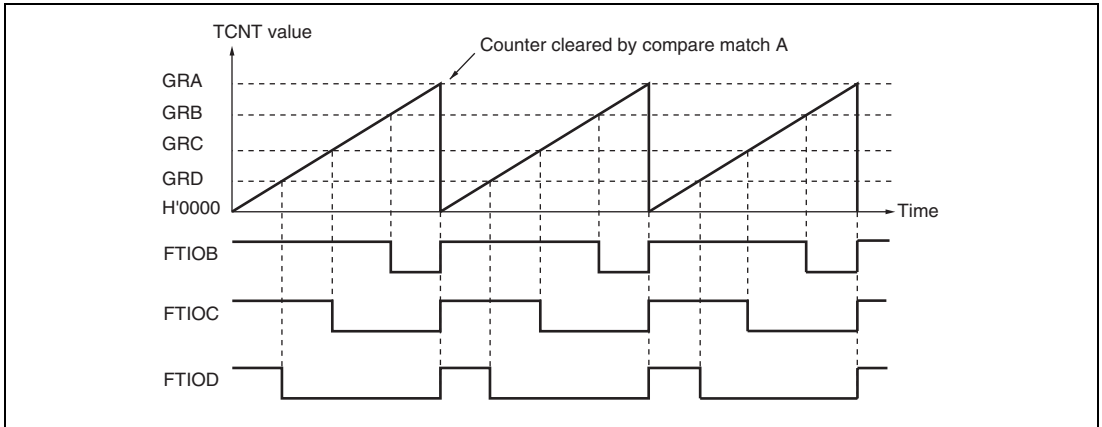 TCNT value
Counter cleared by compare match A
GRA
GRB
GRC
GRD
H'0000
Time
FTIOB
FTIOC
FTIOD